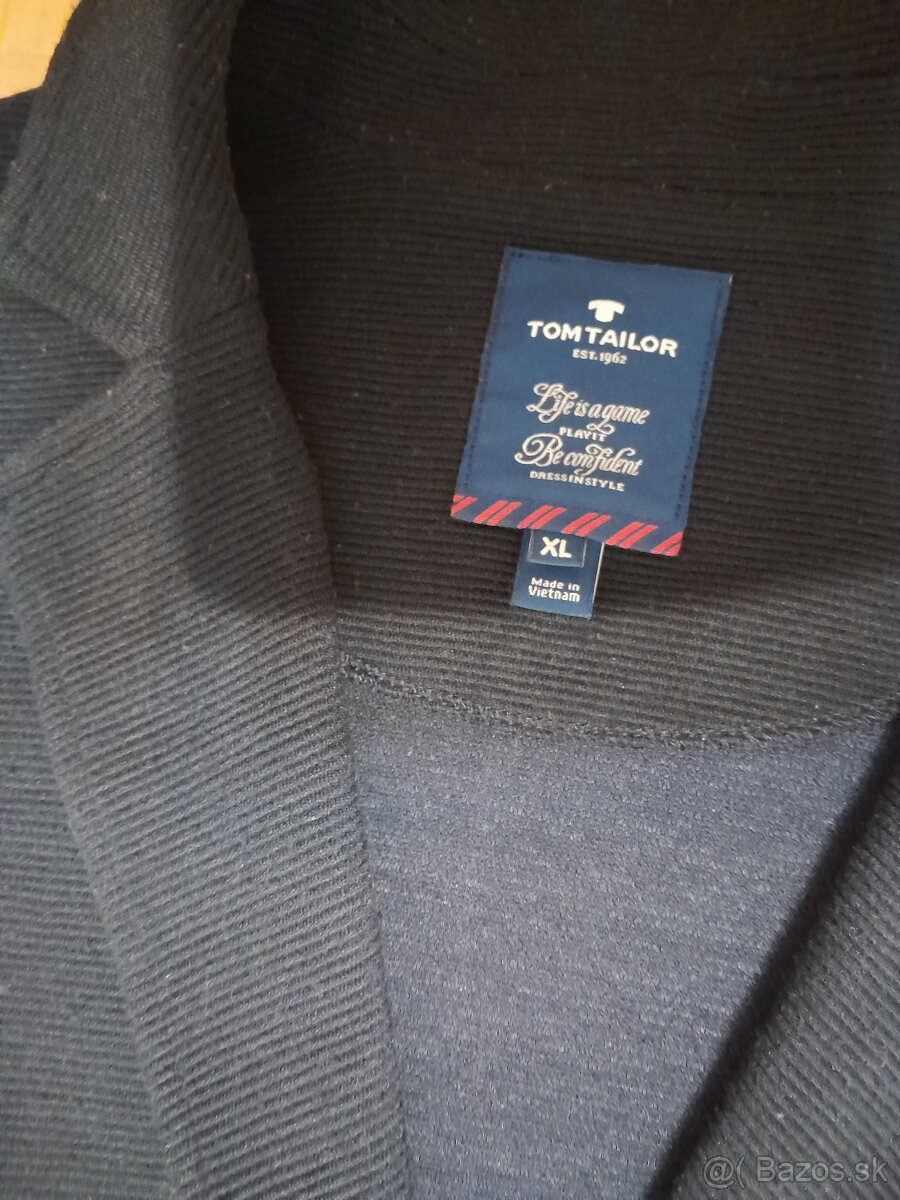 TOM TAILOR
EST. 1962
Life is a game
PLAY IT
Be confident
DRESS IN STYLE
XL
Made in
Vietnam
@( Bazos.sk